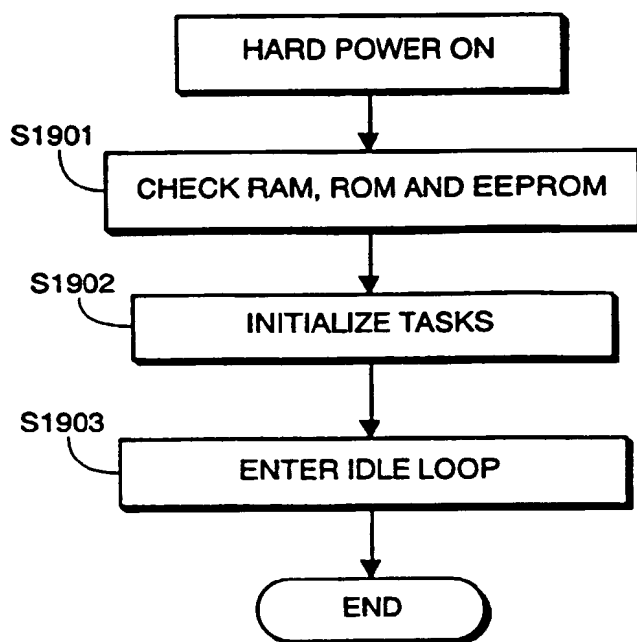 HARD POWER ON
S1901
CHECK RAM, ROM AND EEPROM
S1902
INITIALIZE TASKS
S1903
ENTER IDLE LOOP
END